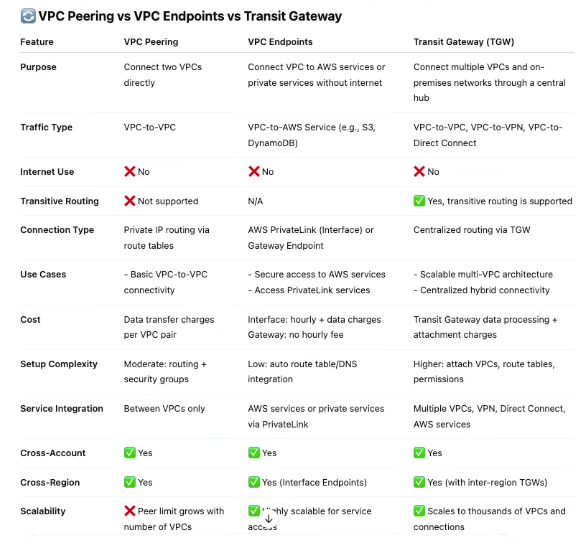 VPC Peering vs VPC Endpoints vs Transit Gateway
Feature VPC Peering VPC Endpoints Transit Gateway (TGW)
Purpose Connect two VPCs Connect VPC to AWS services or Connect multiple VPCs and on-
directly private services without internet premises networks through a central
hub
Traffic Type VPC-to-VPC VPC-to-AWS Service (e.g., S3, VPC-to-VPC, VPC-to-VPN, VPC-to-
DynamoDB) Direct Connect
Internet Use ❌ No ❌ No ❌ No
Transitive Routing ❌ Not supported N/A ✅ Yes, transitive routing is supported
Connection Type Private IP routing via AWS PrivateLink (Interface) or Centralized routing via TGW
route tables Gateway Endpoint
Use Cases - Basic VPC-to-VPC - Secure access to AWS services - Scalable multi-VPC architecture
connectivity - Access PrivateLink services - Centralized hybrid connectivity
Cost Data transfer charges Interface: hourly + data charges Transit Gateway data processing +
per VPC pair Gateway: no hourly fee attachment charges
Setup Complexity Moderate: routing + Low: auto route table/DNS Higher: attach VPCs, route tables,
security groups integration permissions
Service Integration Between VPCs only AWS services or private services Multiple VPCs, VPN, Direct Connect,
via PrivateLink AWS services
Cross-Account ✅ Yes ✅ Yes ✅ Yes
Cross-Region ✅ Yes ✅ Yes (Interface Endpoints) ✅ Yes (with inter-region TGWs)
Scalability ❌ Peer limit grows with ✅ Highly scalable for service ✅ Scales to thousands of VPCs and
number of VPCs access connections